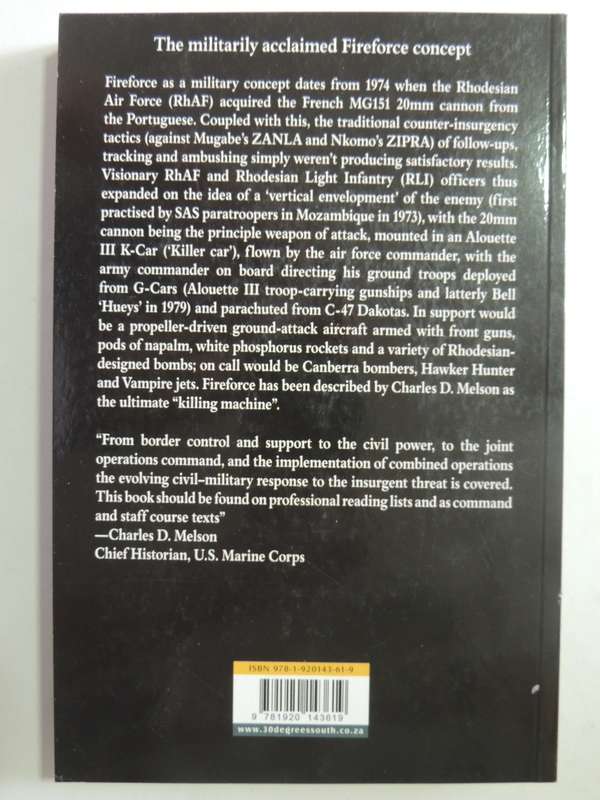 The militarily acclaimed Fireforce concept
Fireforce as a military concept dates from 1974 when the Rhodesian
Air Force (RhAF) acquired the French MG151 20mm cannon from
the Portuguese. Coupled with this, the traditional counter-insurgency
tactics (against Mugabe's ZANLA and Nkomo's ZIPRA) of follow-ups,
tracking and ambushing simply weren't producing satisfactory results.
Visionary RhAF and Rhodesian Light Infantry (RLI) officers thus
expanded on the idea of a 'vertical envelopment' of the enemy (first
practised by SAS paratroopers in Mozambique in 1973), with the 20mm
cannon being the principle weapon of attack, mounted in an Alouette
III K-Car ('Killer car'), flown by the air force commander, with the
army commander on board directing his ground troops deployed
from G-Cars (Alouette III troop-carrying gunships and latterly Bell
'Hueys' in 1979) and parachuted from C-47 Dakotas. In support would
be a propeller-driven ground-attack aircraft armed with front guns,
pods of napalm, white phosphorus rockets and a variety of Rhodesian-
designed bombs; on call would be Canberra bombers, Hawker Hunter
and Vampire jets. Fireforce has been described by Charles D. Melson as
the ultimate "killing machine".
"From border control and support to the civil power, to the joint
operations command, and the implementation of combined operations
the evolving civil–military response to the insurgent threat is covered.
This book should be found on professional reading lists and as command
and staff course texts"
—Charles D. Melson
Chief Historian, U.S. Marine Corps
ISBN 978-1-920143-61-9
9 781920 143619
www.30degreessouth.co.za